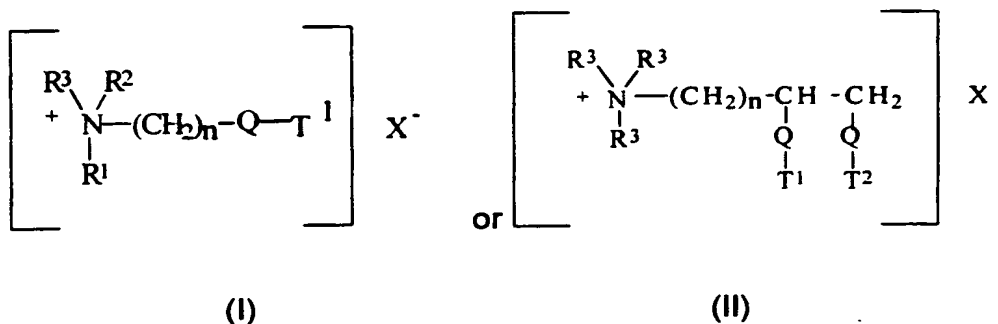 R³ R² R³ R³
+ N—(CH₂)n—Q—T¹ X⁻ + N—(CH₂)n—CH-CH₂ X
R¹ R³ Q Q
T¹ T²
or
(I) (II)